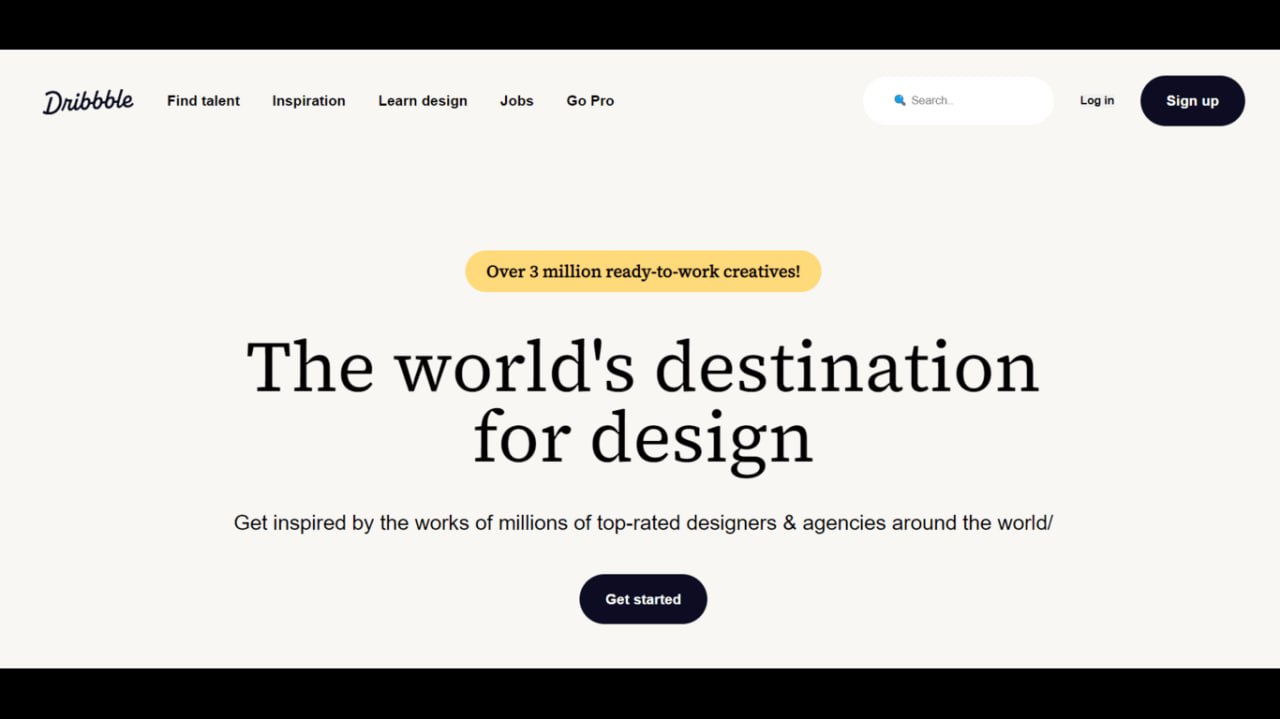 Dribbble Find talent Inspiration Learn design Jobs Go Pro Search.. Log in Sign up
Over 3 million ready-to-work creatives!
The world's destination
for design
Get inspired by the works of millions of top-rated designers & agencies around the world/
Get started